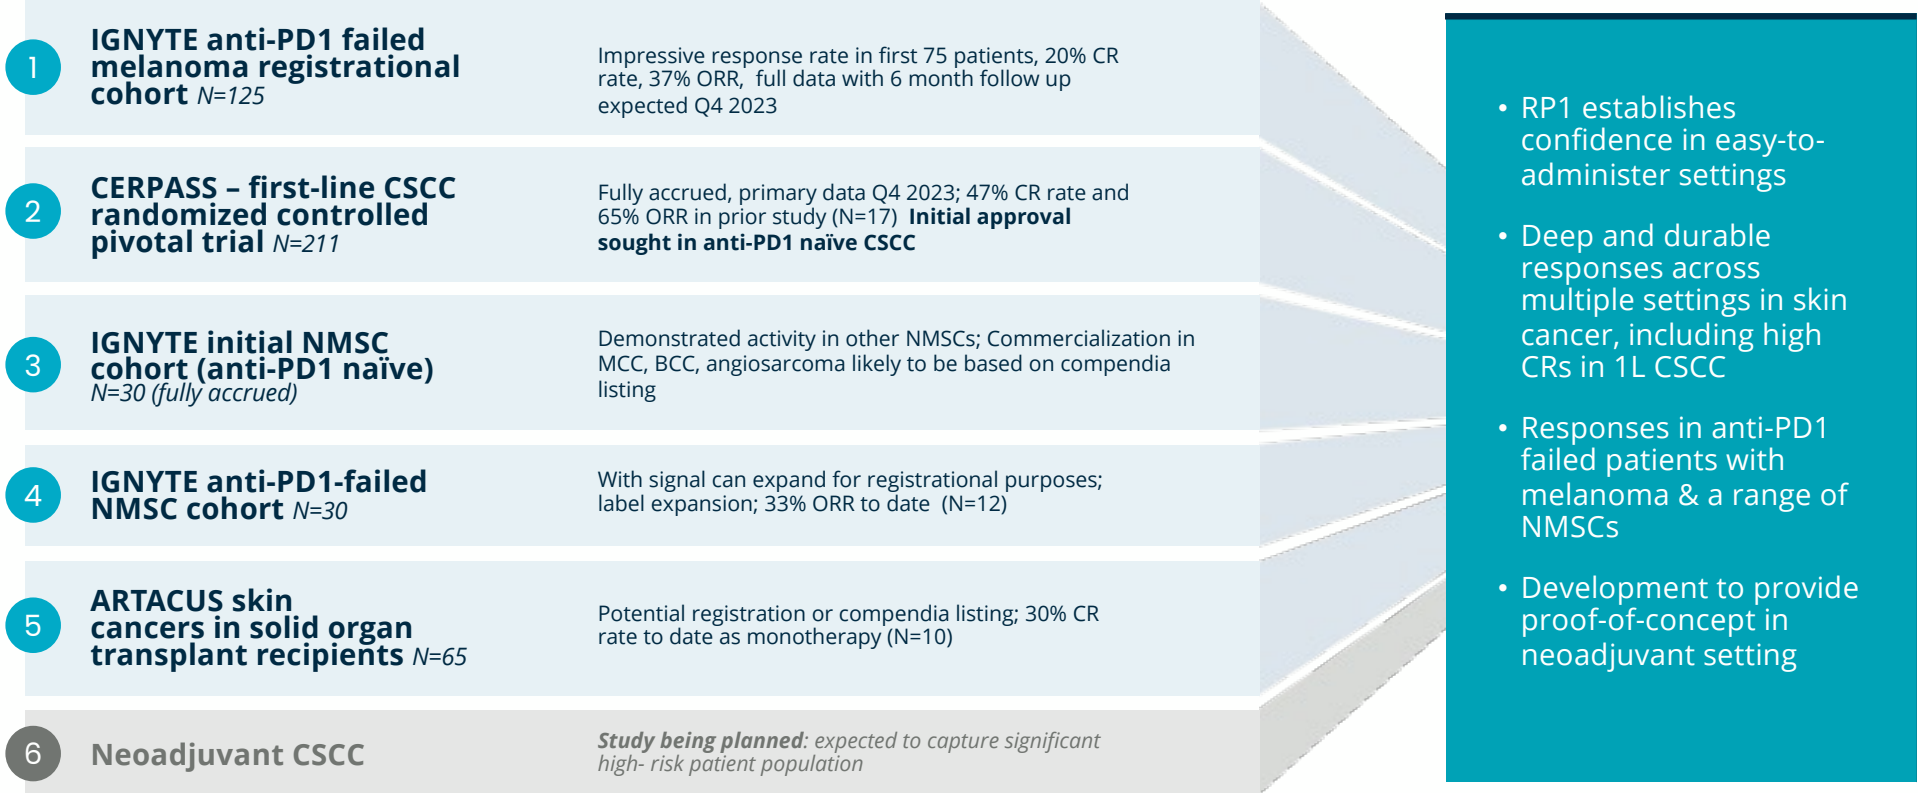 1
IGNYTE anti-PD1 failed
melanoma registrational
cohort N=125
Impressive response rate in first 75 patients, 20% CR
rate, 37% ORR, full data with 6 month follow up
expected Q4 2023
2
CERPASS – first-line CSCC
randomized controlled
pivotal trial N=211
Fully accrued, primary data Q4 2023; 47% CR rate and
65% ORR in prior study (N=17) Initial approval
sought in anti-PD1 naïve CSCC
3
IGNYTE initial NMSC
cohort (anti-PD1 naïve)
N=30 (fully accrued)
Demonstrated activity in other NMSCs; Commercialization in
MCC, BCC, angiosarcoma likely to be based on compendia
listing
4
IGNYTE anti-PD1-failed
NMSC cohort N=30
With signal can expand for registrational purposes;
label expansion; 33% ORR to date (N=12)
5
ARTACUS skin
cancers in solid organ
transplant recipients N=65
Potential registration or compendia listing; 30% CR
rate to date as monotherapy (N=10)
6
Neoadjuvant CSCC
Study being planned: expected to capture significant
high- risk patient population
• RP1 establishes
confidence in easy-to-
administer settings
• Deep and durable
responses across
multiple settings in skin
cancer, including high
CRs in 1L CSCC
• Responses in anti-PD1
failed patients with
melanoma & a range of
NMSCs
• Development to provide
proof-of-concept in
neoadjuvant setting